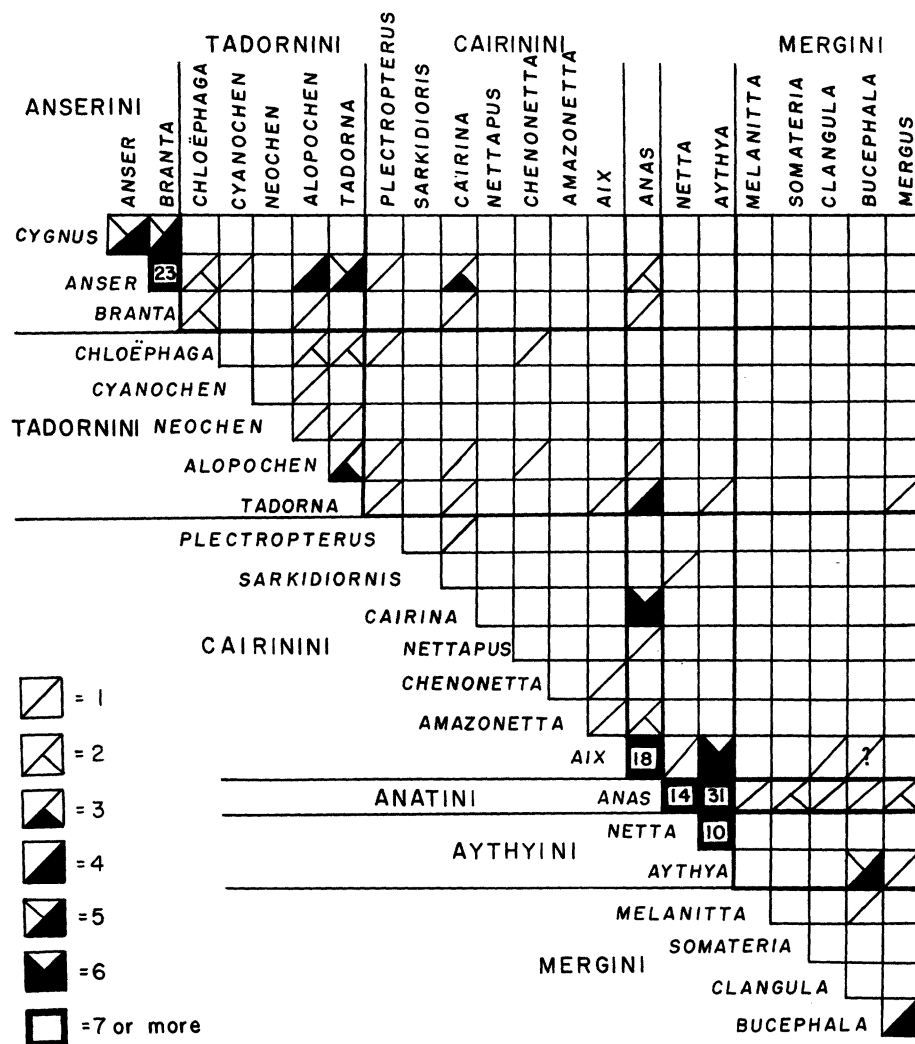 TADORNINI CAIRININI MERGINI
ANSERINI
ANSER
BRANTA
CHLOËPHAGA
CYANOCHEN
NEOCHEN
ALOPOCHEN
TADORNA
PLECTROPTERUS
SARKIDIORIS
CAIRINA
NETTAPUS
CHENONETTA
AMAZONETTA
AIX
ANAS
NETTA
AYTHYA
MELANITTA
SOMATERIA
CLANGULA
BUCEPHALA
MERGUS
CYGNUS
ANSER 23
BRANTA
CHLOËPHAGA
CYANOCHEN
TADORNINI NEOCHEN
ALOPOCHEN
TADORNA
PLECTROPTERUS
SARKIDIORNIS
CAIRINA
CAIRININI
NETTAPUS
CHENONETTA
AMAZONETTA
AIX 18 ?
ANATINI ANAS 14 31
NETTA 10
AYTHYINI
AYTHYA
MELANITTA
SOMATERIA
MERGINI
CLANGULA
BUCEPHALA
= 1
= 2
= 3
= 4
= 5
= 6
= 7 or more